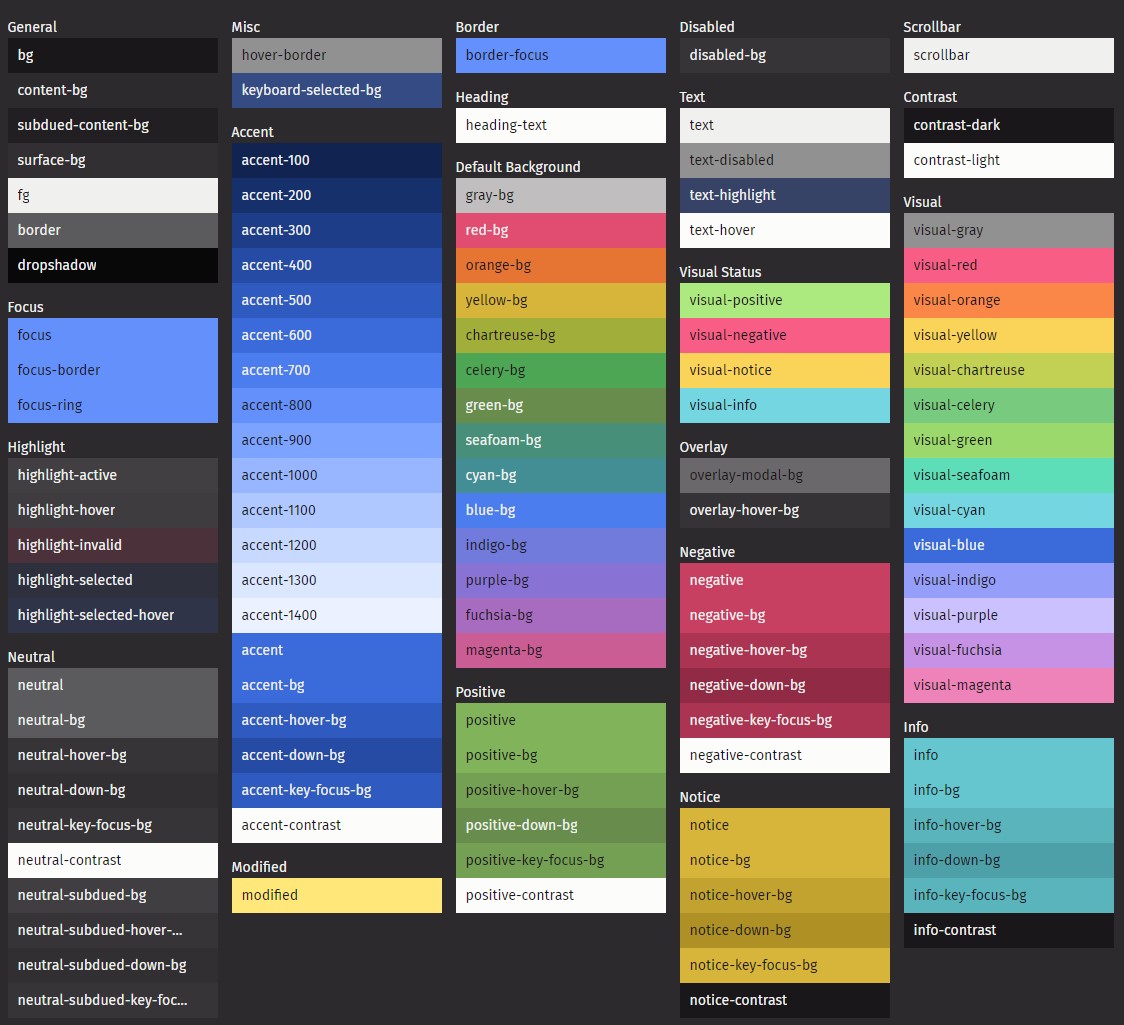 General
bg
content-bg
subdued-content-bg
surface-bg
fg
border
dropshadow
Focus
focus
focus-border
focus-ring
Highlight
highlight-active
highlight-hover
highlight-invalid
highlight-selected
highlight-selected-hover
Neutral
neutral
neutral-bg
neutral-hover-bg
neutral-down-bg
neutral-key-focus-bg
neutral-contrast
neutral-subdued-bg
neutral-subdued-hover-...
neutral-subdued-down-bg
neutral-subdued-key-foc...
Misc
hover-border
keyboard-selected-bg
Accent
accent-100
accent-200
accent-300
accent-400
accent-500
accent-600
accent-700
accent-800
accent-900
accent-1000
accent-1100
accent-1200
accent-1300
accent-1400
accent
accent-bg
accent-hover-bg
accent-down-bg
accent-key-focus-bg
accent-contrast
Modified
modified
Border
border-focus
Heading
heading-text
Default Background
gray-bg
red-bg
orange-bg
yellow-bg
chartreuse-bg
celery-bg
green-bg
seafoam-bg
cyan-bg
blue-bg
indigo-bg
purple-bg
fuchsia-bg
magenta-bg
Positive
positive
positive-bg
positive-hover-bg
positive-down-bg
positive-key-focus-bg
positive-contrast
Disabled
disabled-bg
Text
text
text-disabled
text-highlight
text-hover
Visual Status
visual-positive
visual-negative
visual-notice
visual-info
Overlay
overlay-modal-bg
overlay-hover-bg
Negative
negative
negative-bg
negative-hover-bg
negative-down-bg
negative-key-focus-bg
negative-contrast
Notice
notice
notice-bg
notice-hover-bg
notice-down-bg
notice-key-focus-bg
notice-contrast
Scrollbar
scrollbar
Contrast
contrast-dark
contrast-light
Visual
visual-gray
visual-red
visual-orange
visual-yellow
visual-chartreuse
visual-celery
visual-green
visual-seafoam
visual-cyan
visual-blue
visual-indigo
visual-purple
visual-fuchsia
visual-magenta
Info
info
info-bg
info-hover-bg
info-down-bg
info-key-focus-bg
info-contrast